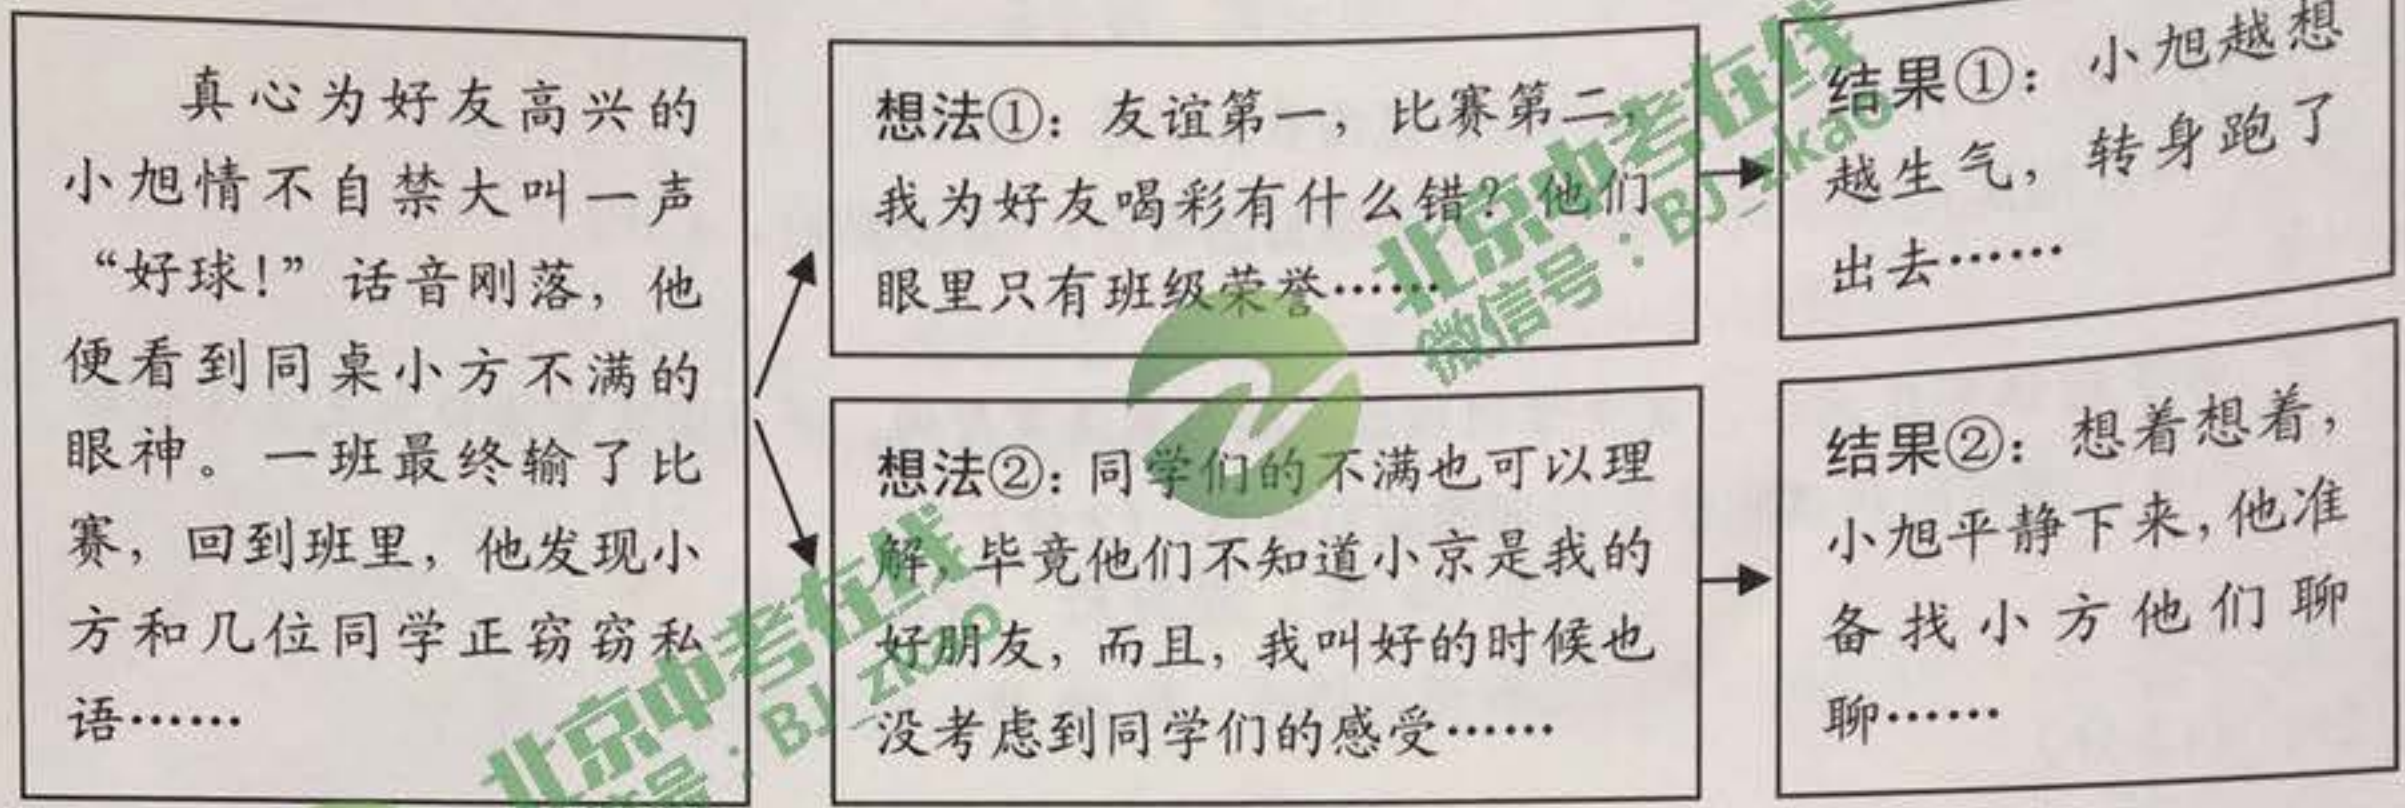 真心为好友高兴的
小旭情不自禁大叫一声
“好球！”话音刚落，他
便看到同桌小方不满的
眼神。一班最终输了比
赛，回到班里，他发现小
方和几位同学正窃窃私
语……
想法①：友谊第一，比赛第二，
我为好友喝彩有什么错？他们
眼里只有班级荣誉……
结果①：小旭越想
越生气，转身跑了
出去……
想法②：同学们的不满也可以理
解，毕竟他们不知道小京是我的
好朋友，而且，我叫好的时候也
没考虑到同学们的感受……
结果②：想着想着，
小旭平静下来，他准
备找小方他们聊
聊……
北京中考在线
微信号：BJ_zkao
北京中考在线
号：BJ_zkao